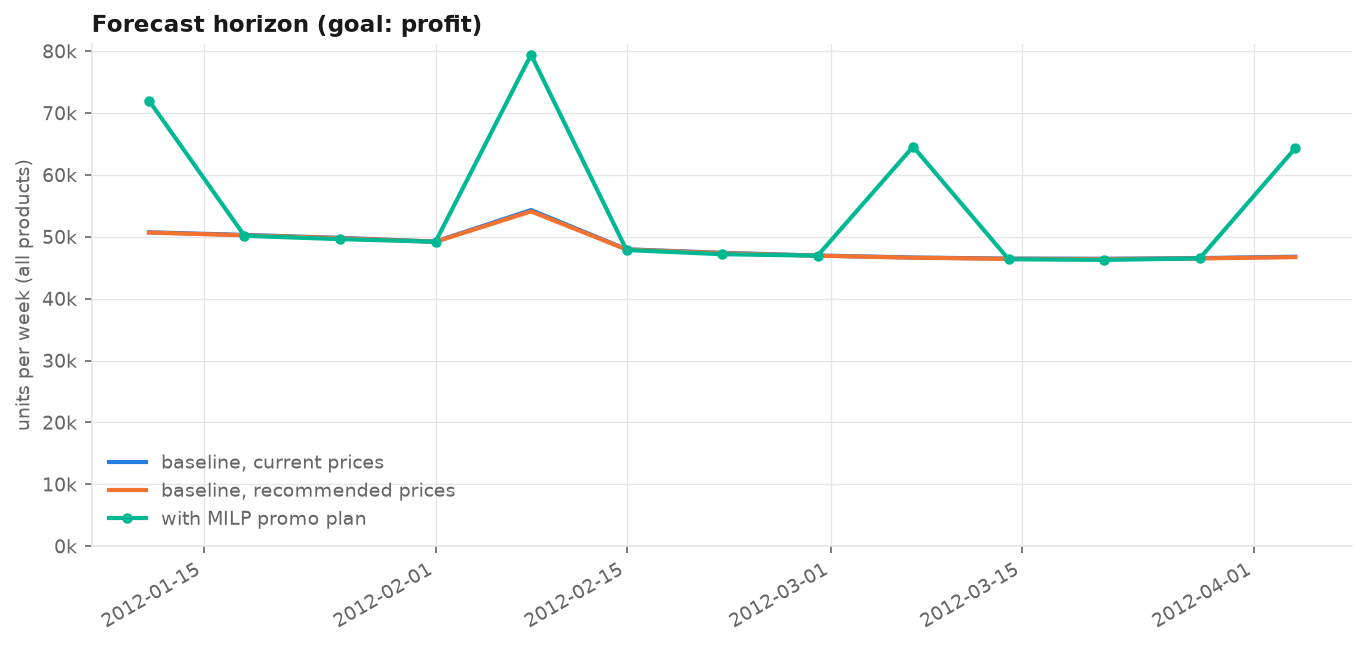 Forecast horizon (goal: profit)
units per week (all products)
80k
70k
60k
50k
40k
30k
20k
10k
0k
baseline, current prices
baseline, recommended prices
with MILP promo plan
2012-01-15
2012-02-01
2012-02-15
2012-03-01
2012-03-15
2012-04-01